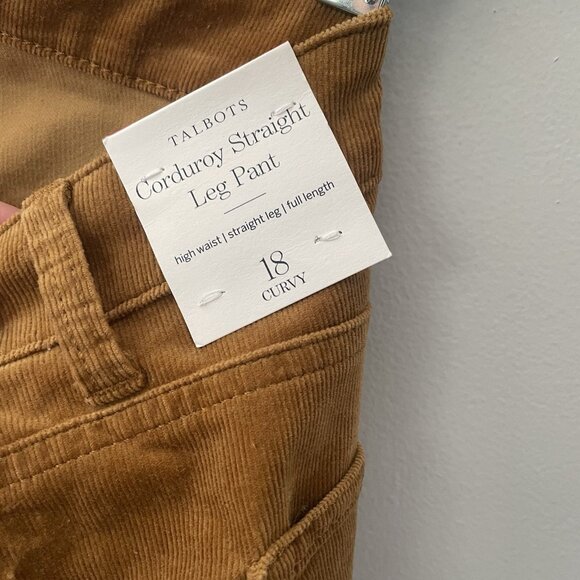 TALBOTS
Corduroy Straight
Leg Pant
high waist | straight leg | full length
18
CURVY